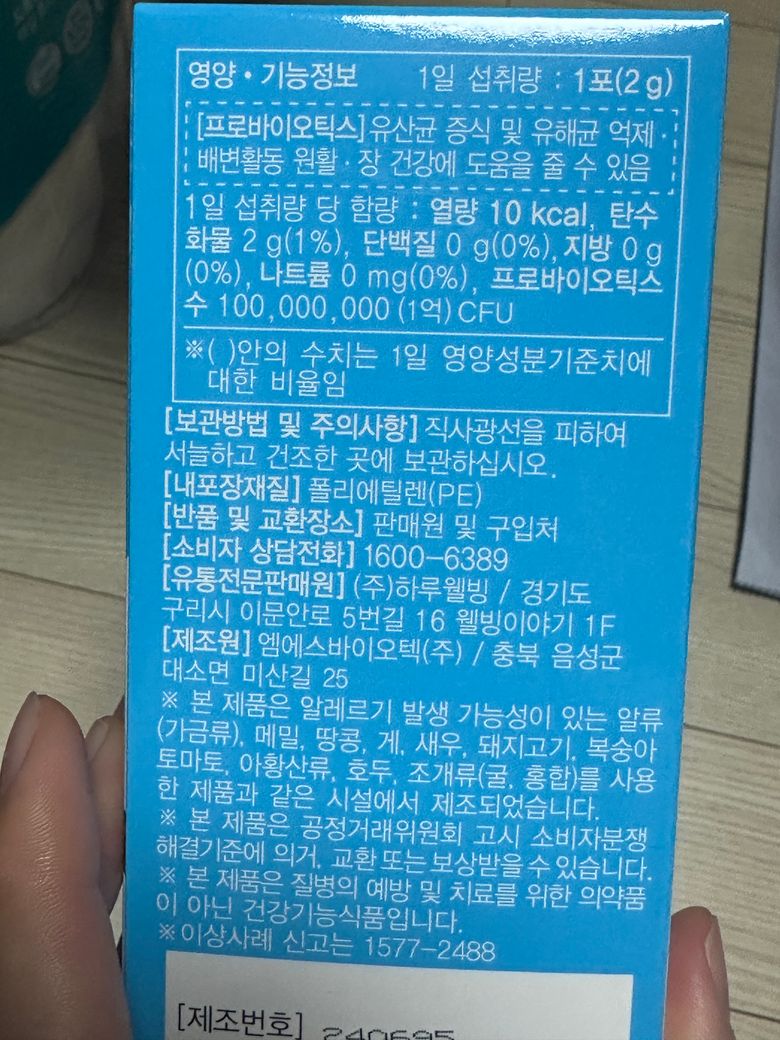 영양·기능정보 1일 섭취량 : 1포(2 g)
[프로바이오틱스] 유산균 증식 및 유해균 억제·
배변활동 원활·장 건강에 도움을 줄 수 있음
1일 섭취량 당 함량 : 열량 10 kcal, 탄수
화물 2 g(1%), 단백질 0 g(0%), 지방 0 g
(0%), 나트륨 0 mg(0%), 프로바이오틱스
수 100,000,000 (1억) CFU
※( )안의 수치는 1일 영양성분기준치에
대한 비율임
[보관방법 및 주의사항] 직사광선을 피하여
서늘하고 건조한 곳에 보관하십시오.
[내포장재질] 폴리에틸렌(PE)
[반품 및 교환장소] 판매원 및 구입처
[소비자 상담전화] 1600-6389
[유통전문판매원] (주)하루웰빙 / 경기도
구리시 이문안로 5번길 16 웰빙이야기 1F
[제조원] 엠에스바이오텍(주) / 충북 음성군
대소면 미산길 25
※ 본 제품은 알레르기 발생 가능성이 있는 알류
(가금류), 메밀, 땅콩, 게, 새우, 돼지고기, 복숭아
토마토, 아황산류, 호두, 조개류(굴, 홍합)를 사용
한 제품과 같은 시설에서 제조되었습니다.
※ 본 제품은 공정거래위원회 고시 소비자분쟁
해결기준에 의거, 교환 또는 보상받을 수 있습니다.
※ 본 제품은 질병의 예방 및 치료를 위한 의약품
이 아닌 건강기능식품입니다.
※이상사례 신고는 1577-2488
[제조번호]